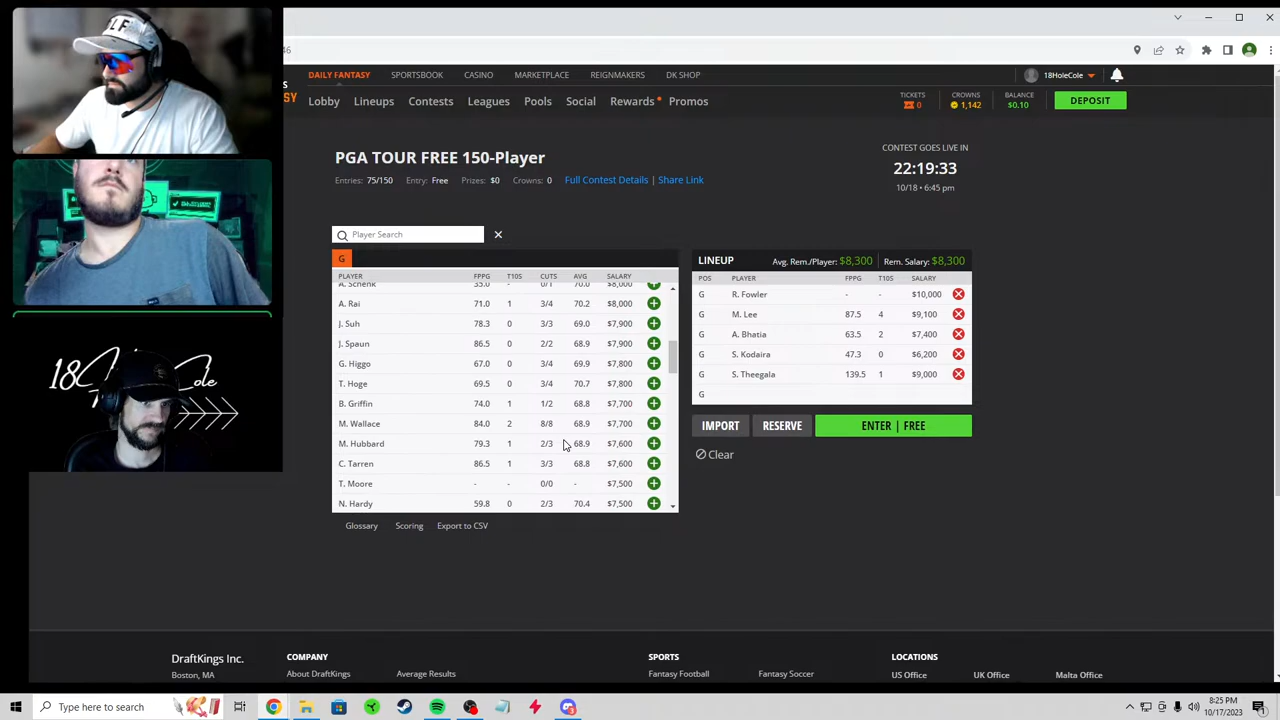 46
DAILY FANTASY SPORTSBOOK CASINO MARKETPLACE REIGNMAKERS DK SHOP 18HoleCole
Lobby Lineups Contests Leagues Pools Social Rewards Promos
TICKETS 0 CROWNS 1,142 BALANCE $0.10 DEPOSIT
PGA TOUR FREE 150-Player
Entries: 75/150 Entry: Free Prizes: $0 Crowns: 0 Full Contest Details | Share Link
CONTEST GOES LIVE IN
22:19:33
10/18 • 6:45 pm
Player Search
G
PLAYER FPPG T10S CUTS AVG SALARY
A. Schenk 35.0 - 0/1 70.0 $8,000
A. Rai 71.0 1 3/4 70.2 $8,000
J. Suh 78.3 0 3/3 69.0 $7,900
J. Spaun 86.5 0 2/2 68.9 $7,900
G. Higgo 67.0 0 3/4 69.9 $7,800
T. Hoge 69.5 0 3/4 70.7 $7,800
B. Griffin 74.0 1 1/2 68.8 $7,700
M. Wallace 84.0 2 8/8 68.9 $7,700
M. Hubbard 79.3 1 2/3 68.9 $7,600
C. Tarren 86.5 1 3/3 68.8 $7,600
T. Moore - - 0/0 - $7,500
N. Hardy 59.8 0 2/3 70.4 $7,500
Glossary Scoring Export to CSV
LINEUP Avg. Rem./Player: $8,300 Rem. Salary: $8,300
POS PLAYER FPPG T10S SALARY
G R. Fowler - - $10,000
G M. Lee 87.5 4 $9,100
G A. Bhatia 63.5 2 $7,400
G S. Kodaira 47.3 0 $6,200
G S. Theegala 139.5 1 $9,000
G
IMPORT RESERVE ENTER | FREE
Clear
DraftKings Inc.
Boston, MA
COMPANY
About DraftKings Average Results
SPORTS
Fantasy Football Fantasy Soccer
LOCATIONS
US Office UK Office Malta Office
Type here to search
8:25 PM
10/17/2023